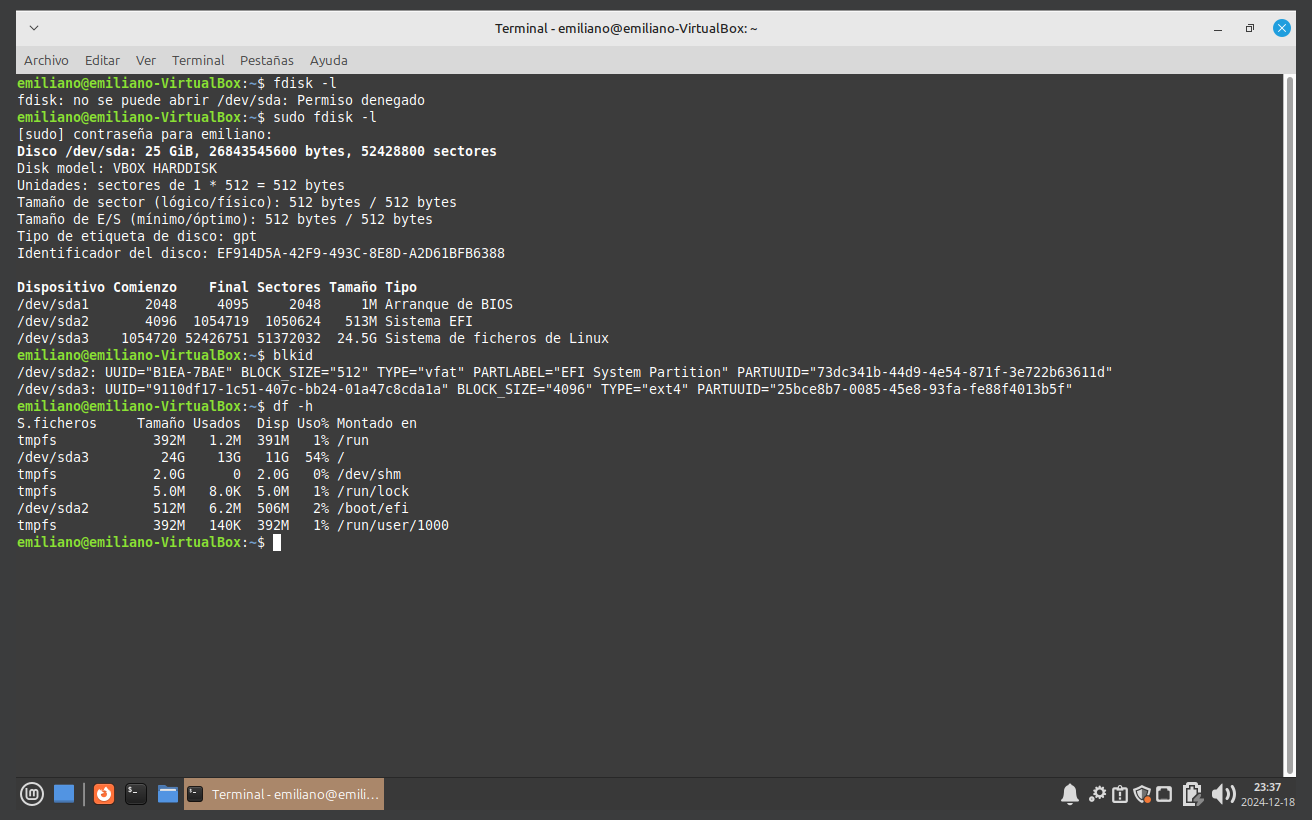 Terminal - emiliano@emiliano-VirtualBox: ~
Archivo Editar Ver Terminal Pestañas Ayuda
emiliano@emiliano-VirtualBox:~$ fdisk -l
fdisk: no se puede abrir /dev/sda: Permiso denegado
emiliano@emiliano-VirtualBox:~$ sudo fdisk -l
[sudo] contraseña para emiliano:
Disco /dev/sda: 25 GiB, 26843545600 bytes, 52428800 sectores
Disk model: VBOX HARDDISK
Unidades: sectores de 1 * 512 = 512 bytes
Tamaño de sector (lógico/físico): 512 bytes / 512 bytes
Tamaño de E/S (mínimo/óptimo): 512 bytes / 512 bytes
Tipo de etiqueta de disco: gpt
Identificador del disco: EF914D5A-42F9-493C-8E8D-A2D61BFB6388
Dispositivo Comienzo    Final Sectores Tamaño Tipo
/dev/sda1       2048     4095     2048     1M Arranque de BIOS
/dev/sda2       4096  1054719  1050624   513M Sistema EFI
/dev/sda3    1054720 52426751 51372032  24.5G Sistema de ficheros de Linux
emiliano@emiliano-VirtualBox:~$ blkid
/dev/sda2: UUID="B1EA-7BAE" BLOCK_SIZE="512" TYPE="vfat" PARTLABEL="EFI System Partition" PARTUUID="73dc341b-44d9-4e54-871f-3e722b63611d"
/dev/sda3: UUID="9110df17-1c51-407c-bb24-01a47c8cda1a" BLOCK_SIZE="4096" TYPE="ext4" PARTUUID="25bce8b7-0085-45e8-93fa-fe88f4013b5f"
emiliano@emiliano-VirtualBox:~$ df -h
S.ficheros     Tamaño Usados  Disp Uso% Montado en
tmpfs            392M   1.2M  391M   1% /run
/dev/sda3         24G    13G   11G  54% /
tmpfs            2.0G      0  2.0G   0% /dev/shm
tmpfs            5.0M   8.0K  5.0M   1% /run/lock
/dev/sda2        512M   6.2M  506M   2% /boot/efi
tmpfs            392M   140K  392M   1% /run/user/1000
emiliano@emiliano-VirtualBox:~$
Terminal - emiliano@emili...
23:37
2024-12-18